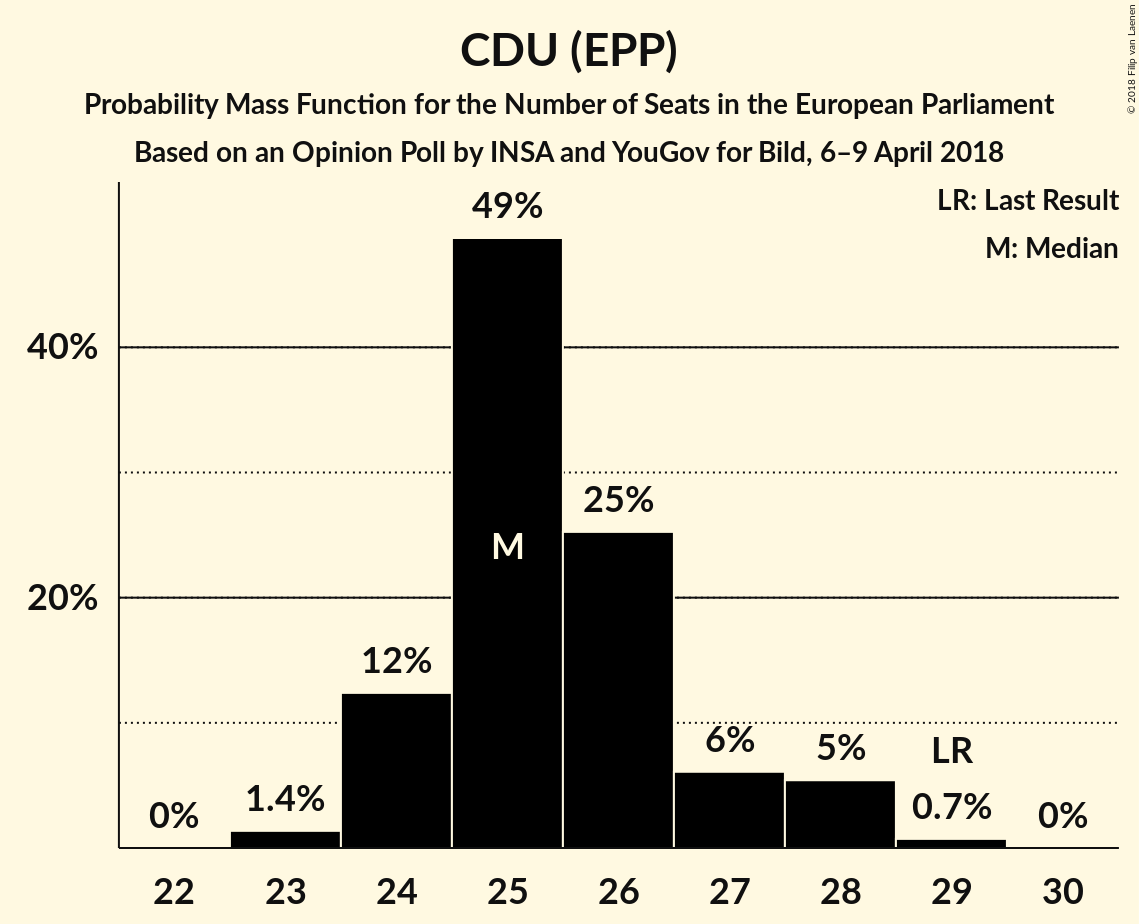 CDU (EPP)
Probability Mass Function for the Number of Seats in the European Parliament
Based on an Opinion Poll by INSA and YouGov for Bild, 6–9 April 2018
© 2018 Filip van Laenen
LR: Last Result
M: Median
40%
20%
0%
1.4%
12%
49%
M
25%
6%
5%
LR
0.7%
0%
22 23 24 25 26 27 28 29 30